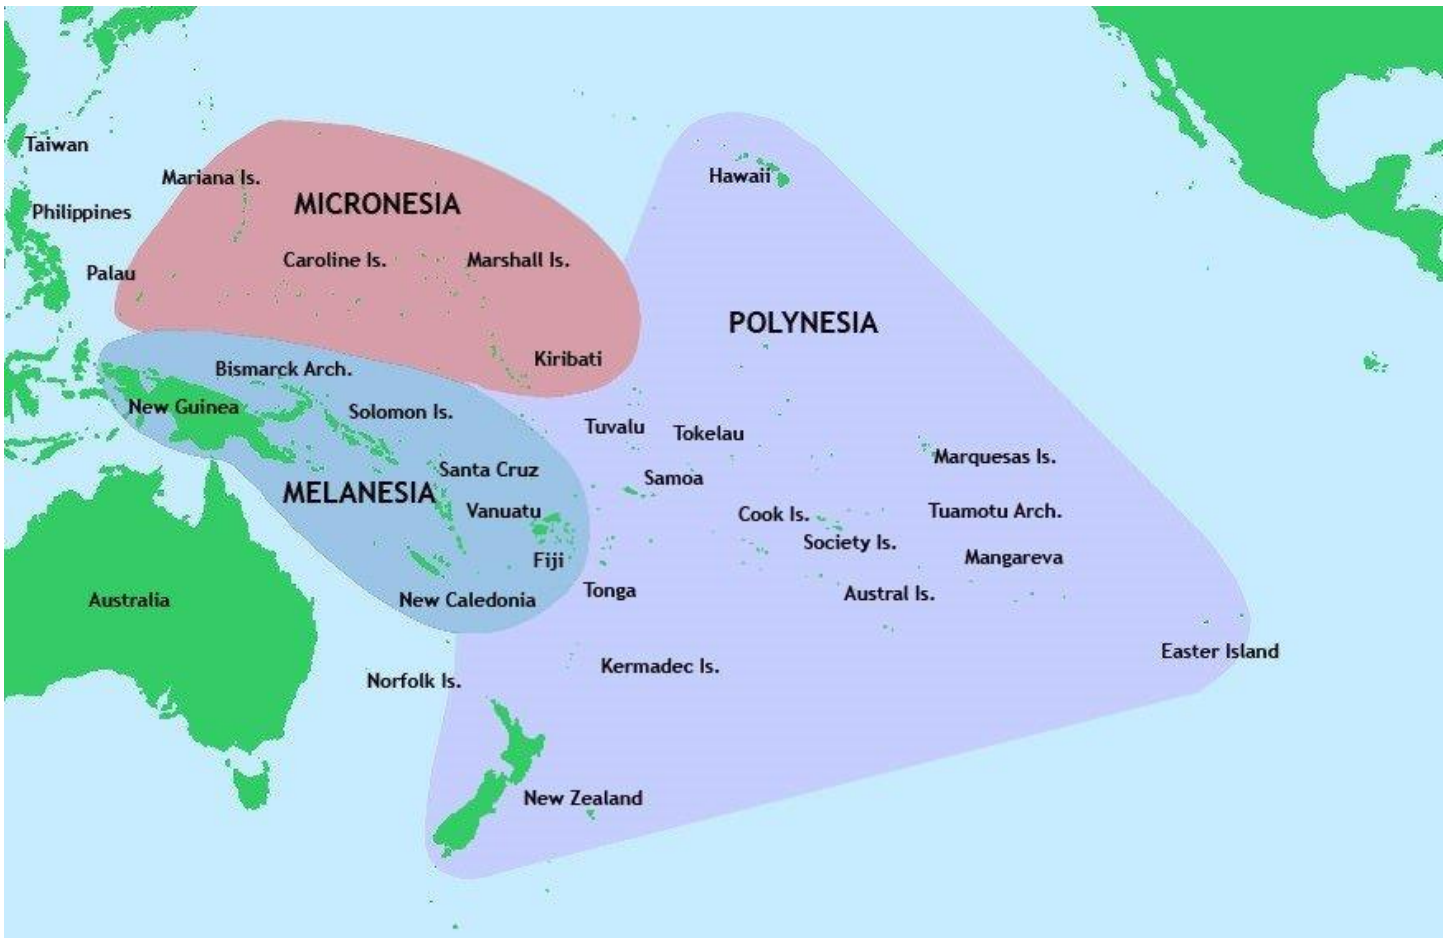 Taiwan
Mariana Is.
Hawaii
MICRONESIA
Philippines
Palau
Caroline Is.
Marshall Is.
POLYNESIA
Kiribati
Bismarck Arch.
New Guinea
Solomon Is.
Tuvalu
Tokelau
Marquesas Is.
Santa Cruz
Samoa
MELANESIA
Vanuatu
Cook Is.
Tuamotu Arch.
Society Is.
Fiji
Mangareva
Tonga
Austral Is.
Australia
New Caledonia
Easter Island
Kermadec Is.
Norfolk Is.
New Zealand